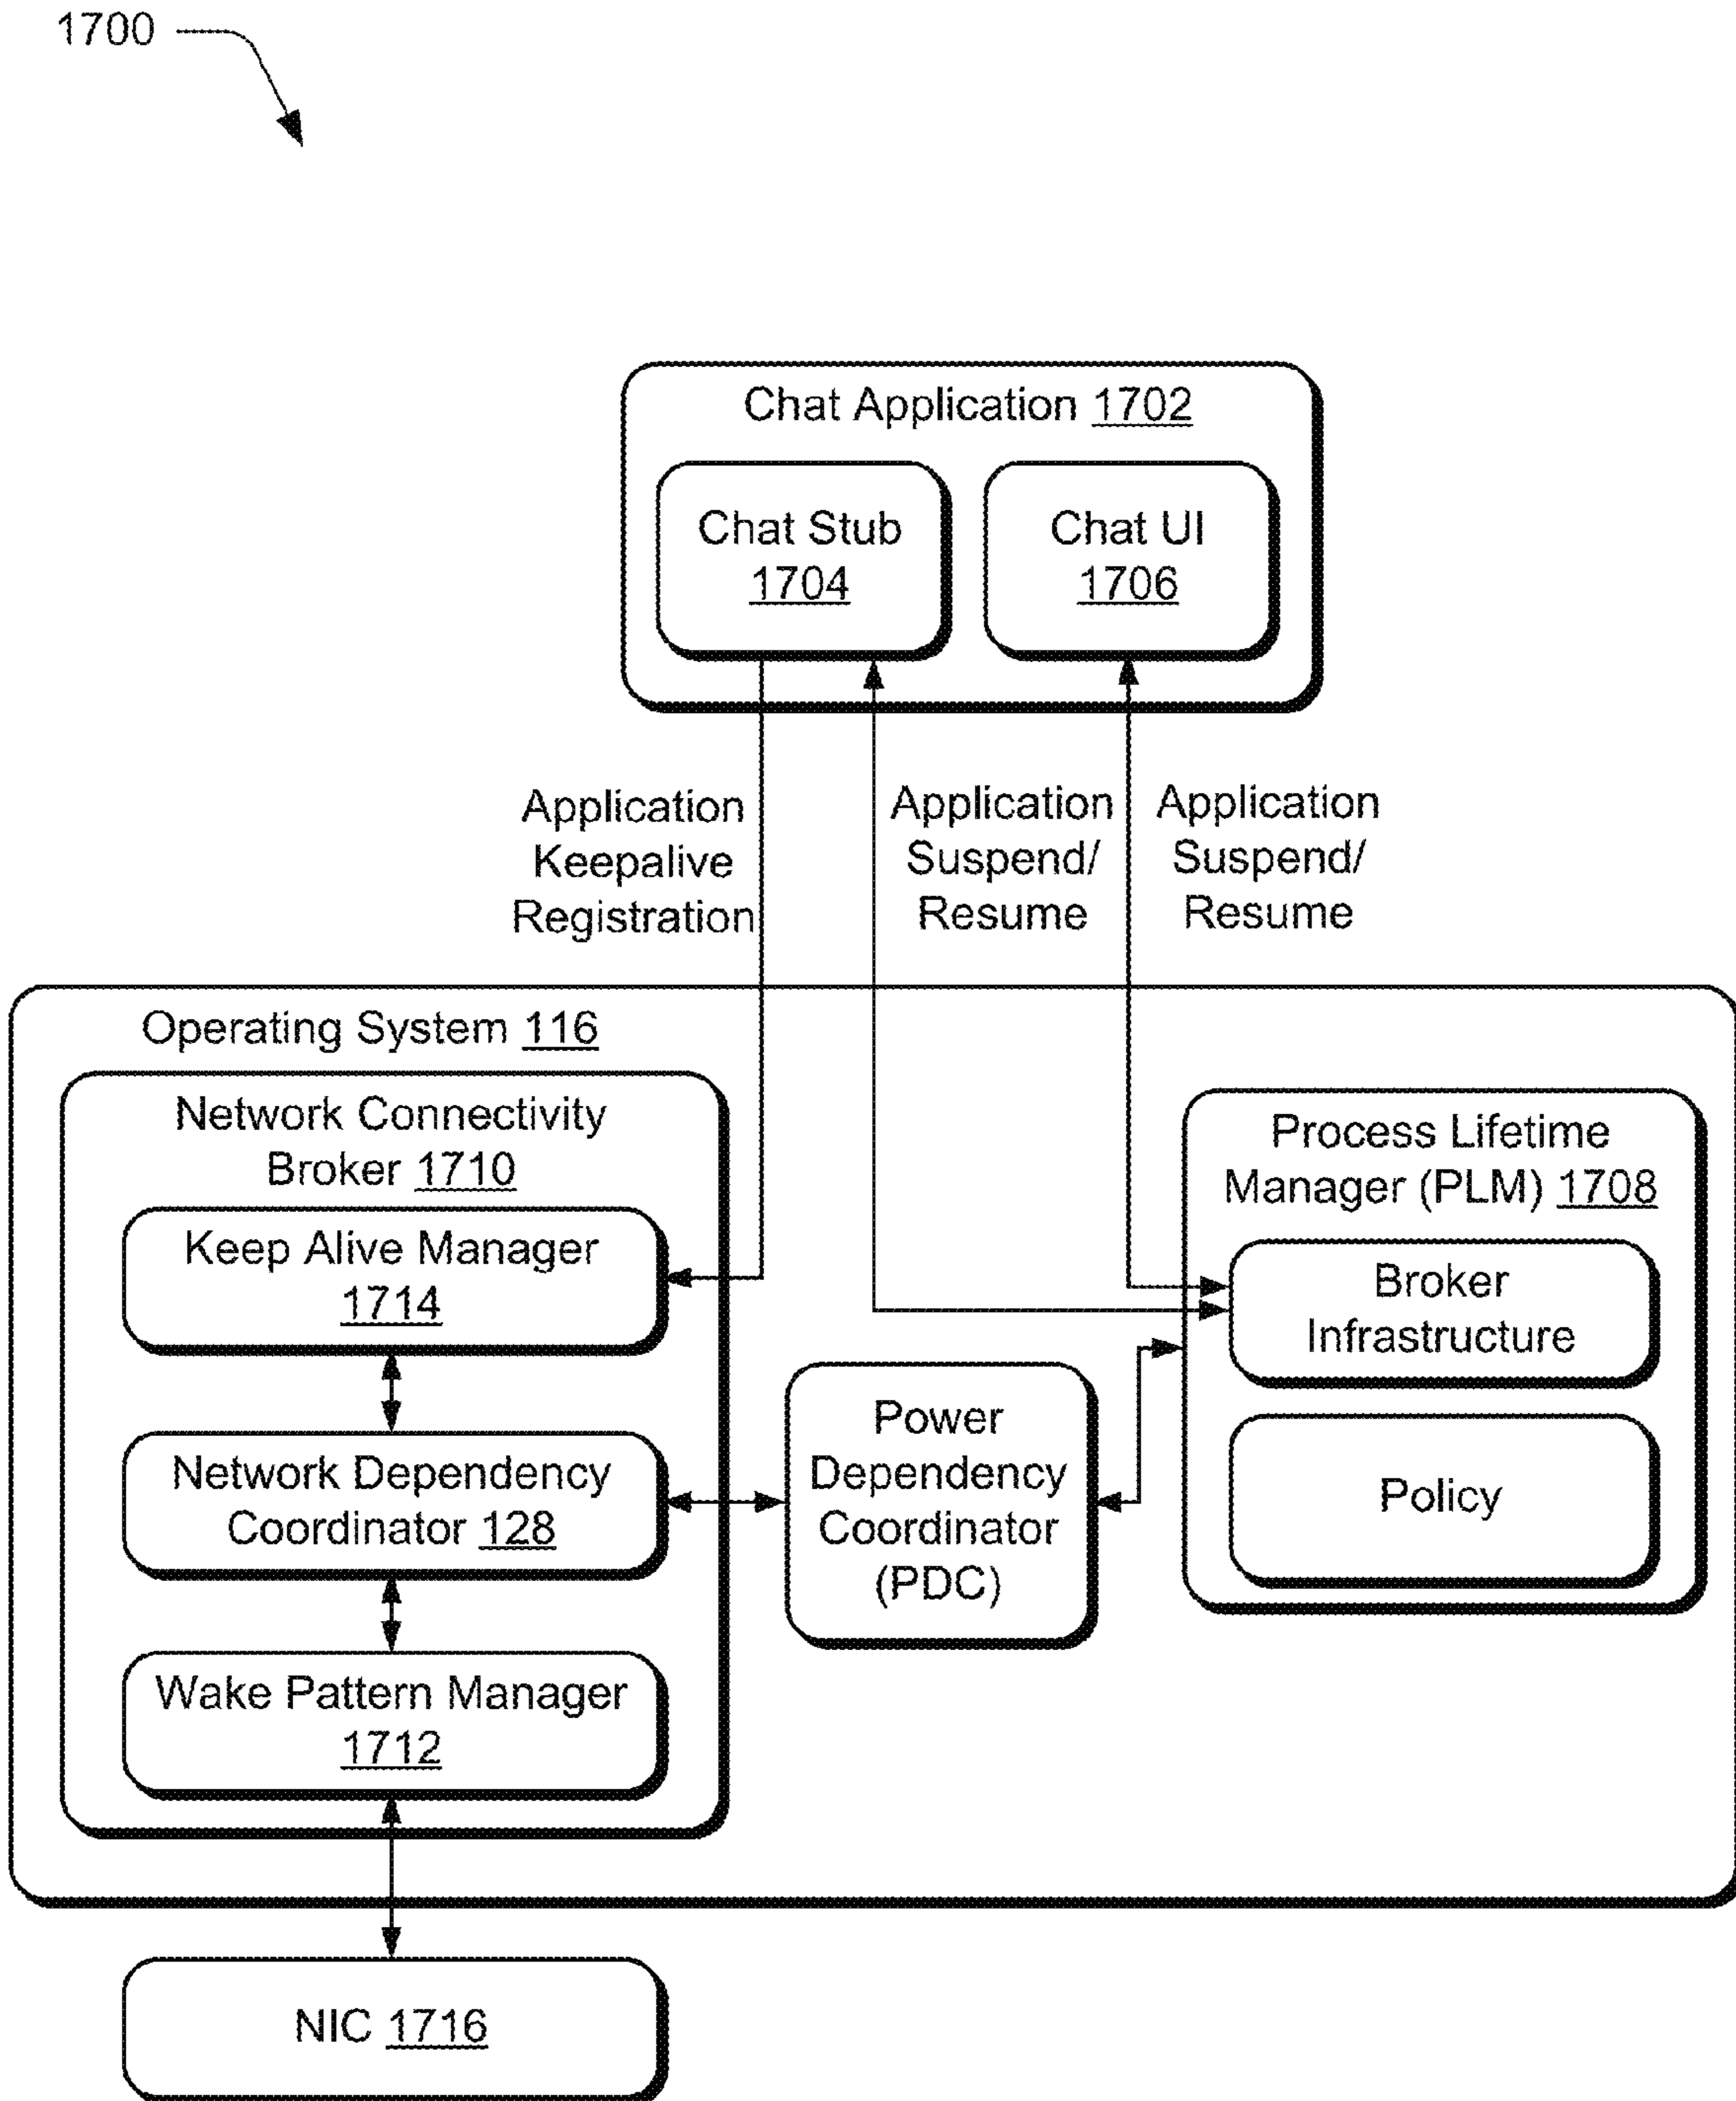 1700
Chat Application 1702
Chat Stub
1704
Chat UI
1706
Application
Keepalive
Registration
Application
Suspend/
Resume
Application
Suspend/
Resume
Operating System 116
Network Connectivity
Broker 1710
Keep Alive Manager
1714
Network Dependency
Coordinator 128
Wake Pattern Manager
1712
Power
Dependency
Coordinator
(PDC)
Process Lifetime
Manager (PLM) 1708
Broker
Infrastructure
Policy
NIC 1716